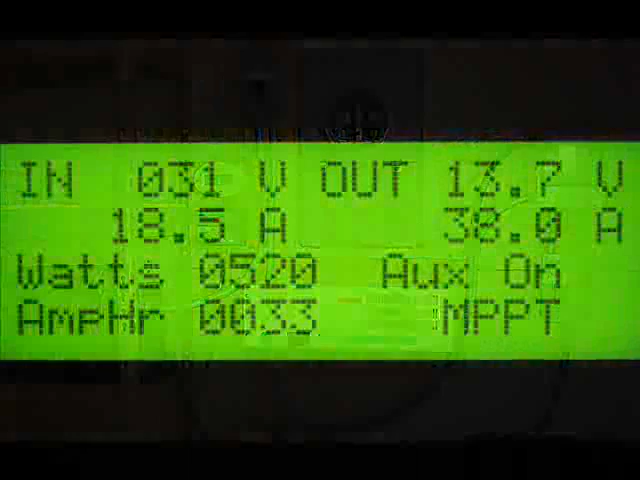 IN 031 V OUT 13.7 V
18.5 A 38.0 A
Watts 0520 Aux On
AmpHr 0033 MPPT